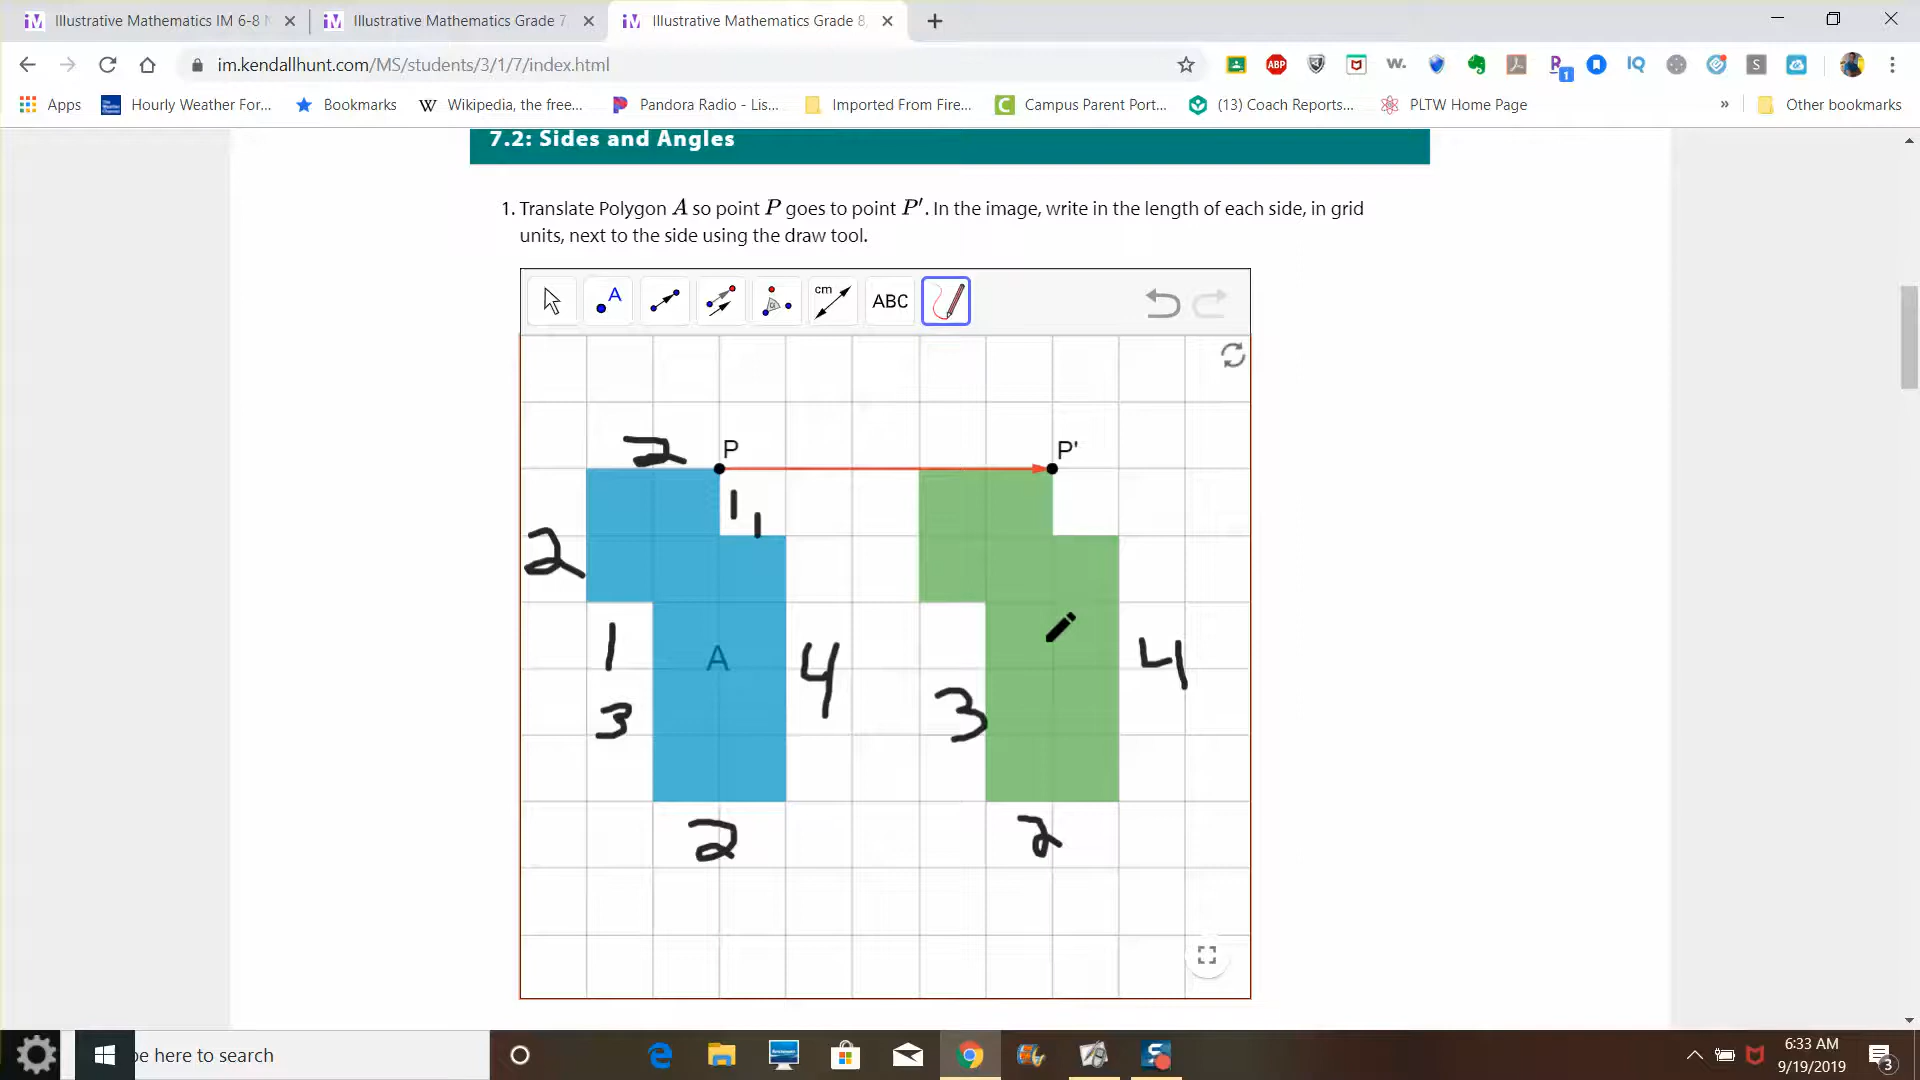 Illustrative Mathematics IM 6-8
Illustrative Mathematics Grade 7
Illustrative Mathematics Grade 8
im.kendallhunt.com/MS/students/3/1/7/index.html
Apps
Hourly Weather For...
Bookmarks
Wikipedia, the free...
Pandora Radio - Lis...
Imported From Fire...
Campus Parent Port...
(13) Coach Reports...
PLTW Home Page
»
Other bookmarks
7.2: Sides and Angles
1. Translate Polygon A so point P goes to point P′. In the image, write in the length of each side, in grid
units, next to the side using the draw tool.
A
cm
ABC
2
P
P'
1
1
2
1
A
4
4
3
3
2
2
pe here to search
6:33 AM
9/19/2019
3